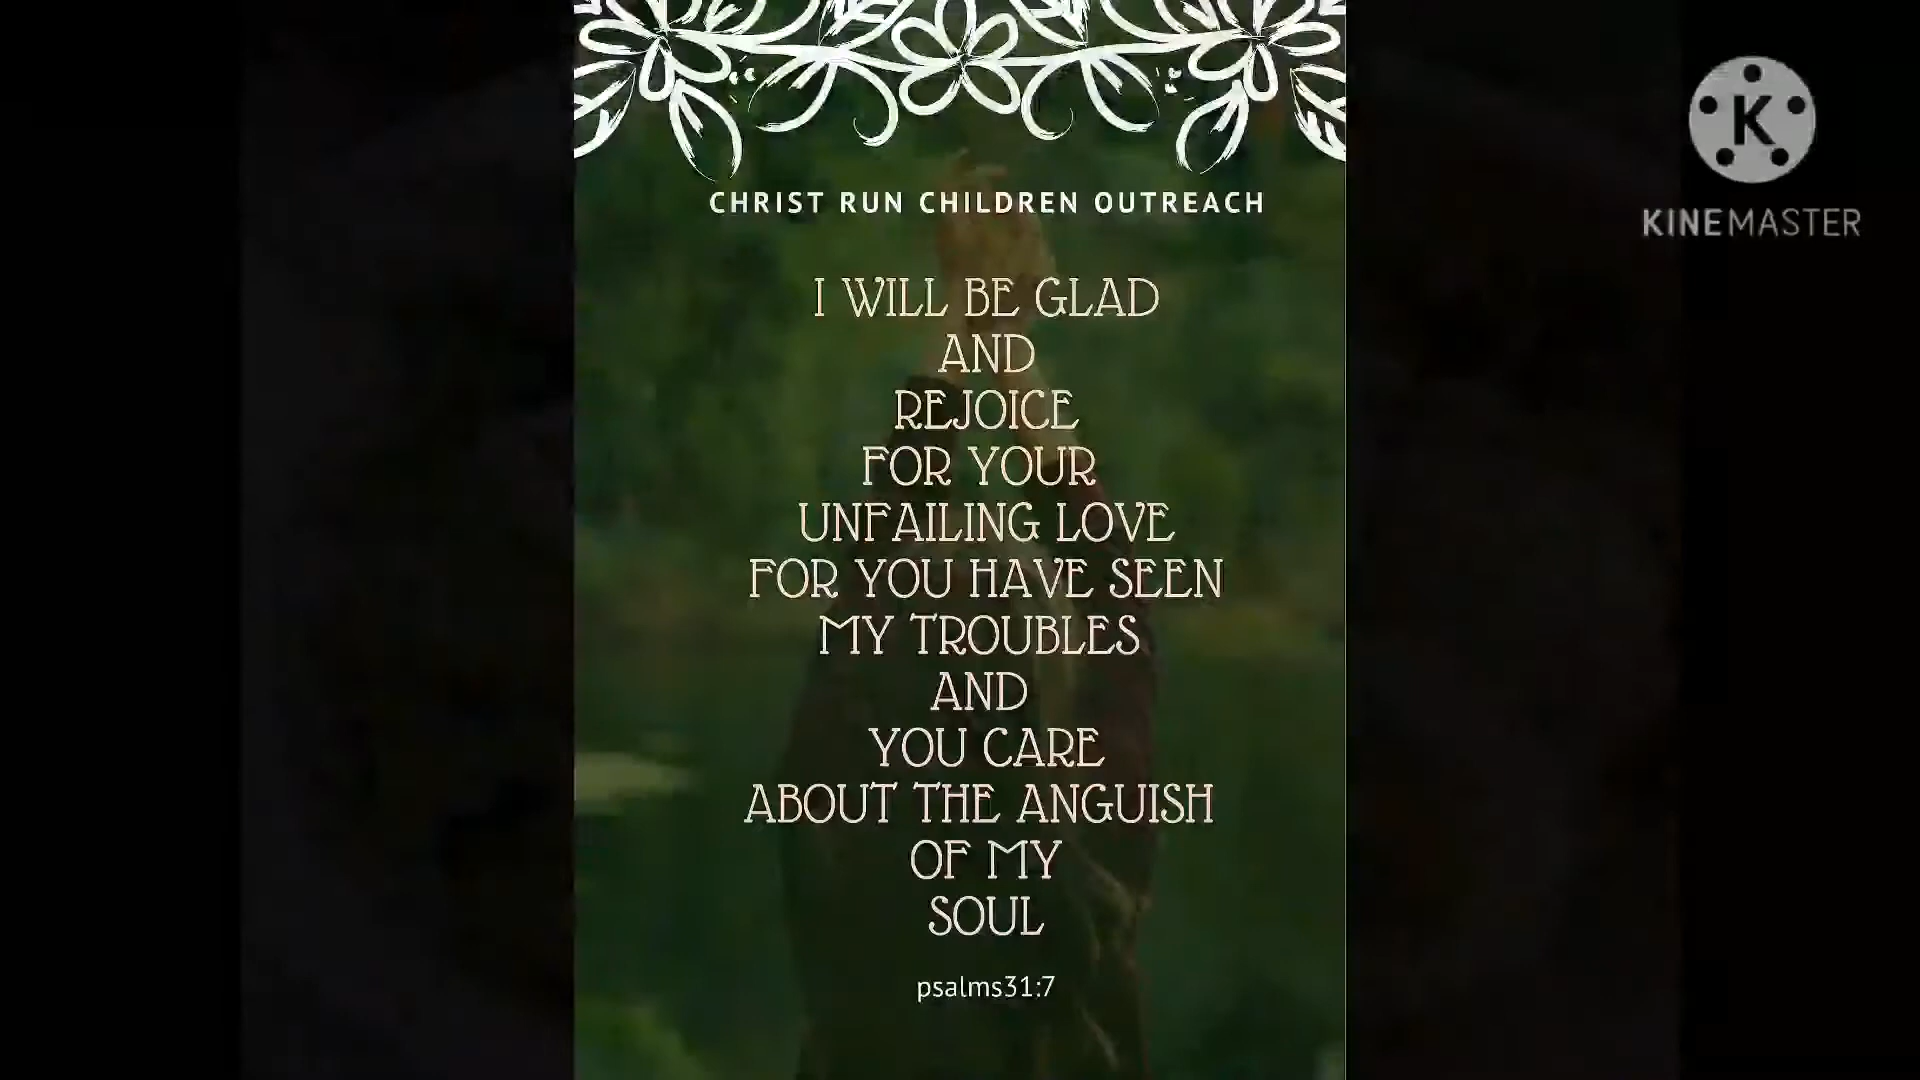 CHRIST RUN CHILDREN OUTREACH
I WILL BE GLAD
AND
REJOICE
FOR YOUR
UNFAILING LOVE
FOR YOU HAVE SEEN
MY TROUBLES
AND
YOU CARE
ABOUT THE ANGUISH
OF MY
SOUL
psalms31:7
K
KINEMASTER